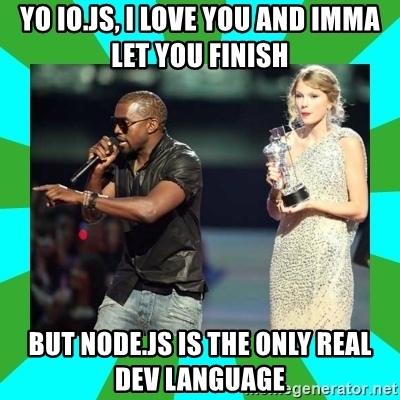 YO IO.JS, I LOVE YOU AND IMMA
LET YOU FINISH
BUT NODE.JS IS THE ONLY REAL
DEV LANGUAGE